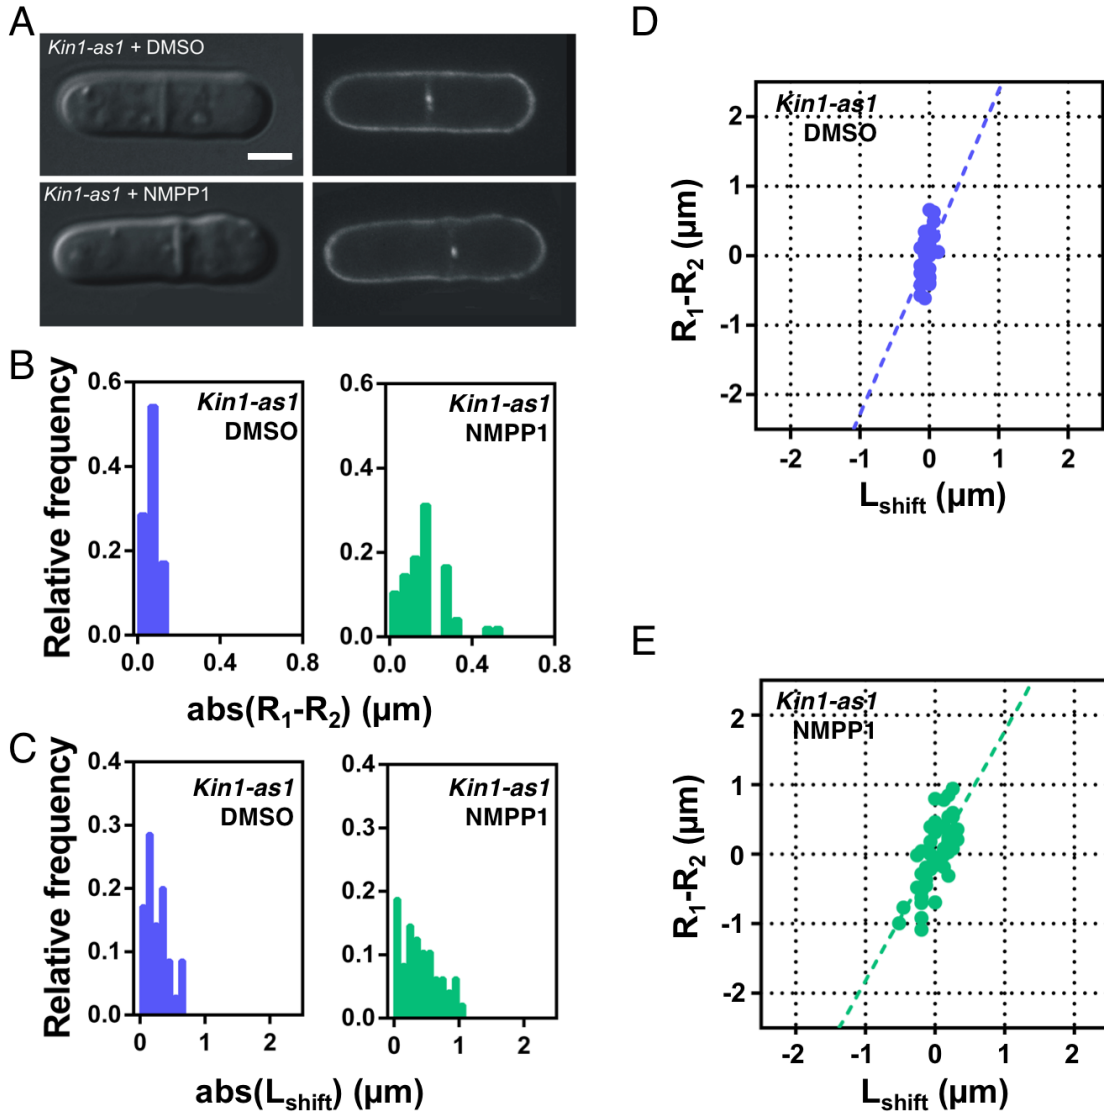 A
Kin1-as1 + DMSO
Kin1-as1 + NMPP1
B
Relative frequency
0.6
0.4
0.2
0.0
0.0 0.4 0.8
Kin1-as1
DMSO
0.6
0.4
0.2
0.0
0.0 0.4 0.8
Kin1-as1
NMPP1
abs(R1-R2) (µm)
C
Relative frequency
0.4
0.3
0.2
0.1
0.0
0 1 2
Kin1-as1
DMSO
0.4
0.3
0.2
0.1
0.0
0 1 2
Kin1-as1
NMPP1
abs(Lshift) (µm)
D
Kin1-as1
DMSO
R1-R2 (µm)
2
1
0
-1
-2
-2 -1 0 1 2
Lshift (µm)
E
Kin1-as1
NMPP1
R1-R2 (µm)
2
1
0
-1
-2
-2 -1 0 1 2
Lshift (µm)